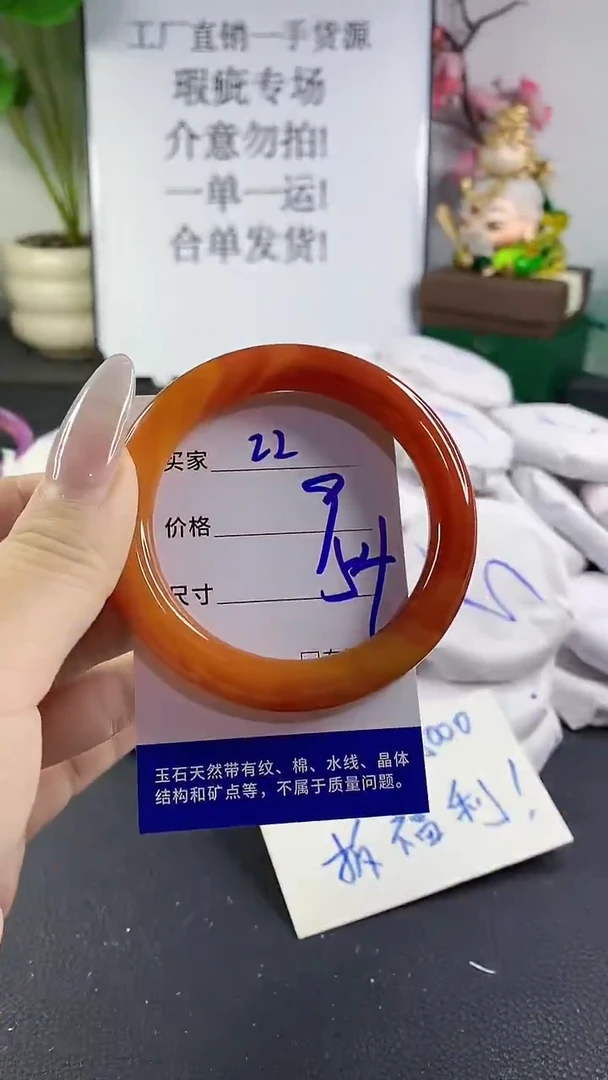 工厂直销一手货源
瑕疵专场
介意勿拍!
一单一运!
合单发货!
买家 22
价格 9
尺寸 54
玉石天然带有纹、棉、水线、晶体
结构和矿点等，不属于质量问题。
福利!